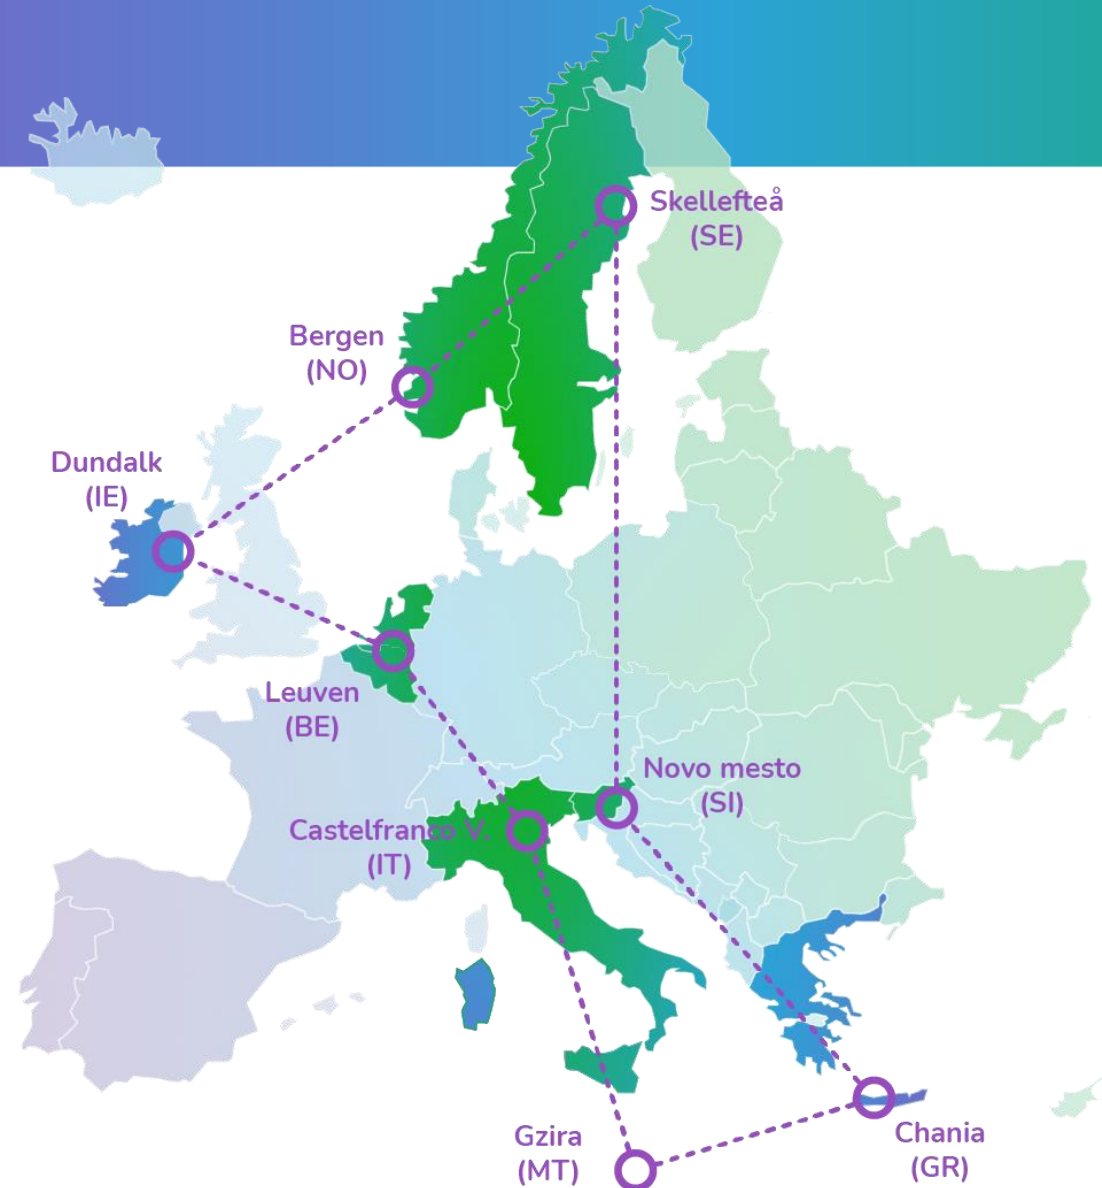 Skellefteå
(SE)
Bergen
(NO)
Dundalk
(IE)
Leuven
(BE)
Novo mesto
(SI)
Castelfranco V.
(IT)
Gzira
(MT)
Chania
(GR)